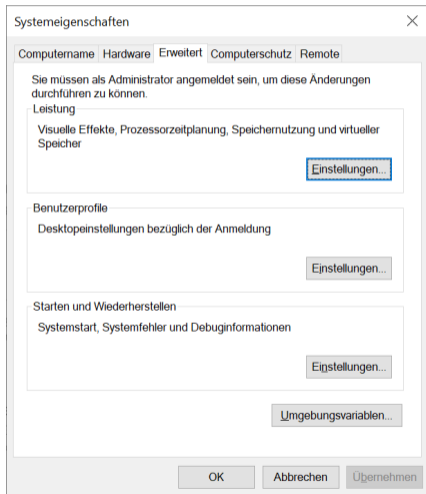 Systemeigenschaften
Computername Hardware Erweitert Computerschutz Remote
Sie müssen als Administrator angemeldet sein, um diese Änderungen
durchführen zu können.
Leistung
Visuelle Effekte, Prozessorzeitplanung, Speichernutzung und virtueller
Speicher
Einstellungen...
Benutzerprofile
Desktopeinstellungen bezüglich der Anmeldung
Einstellungen...
Starten und Wiederherstellen
Systemstart, Systemfehler und Debuginformationen
Einstellungen...
Umgebungsvariablen...
OK Abbrechen Übernehmen